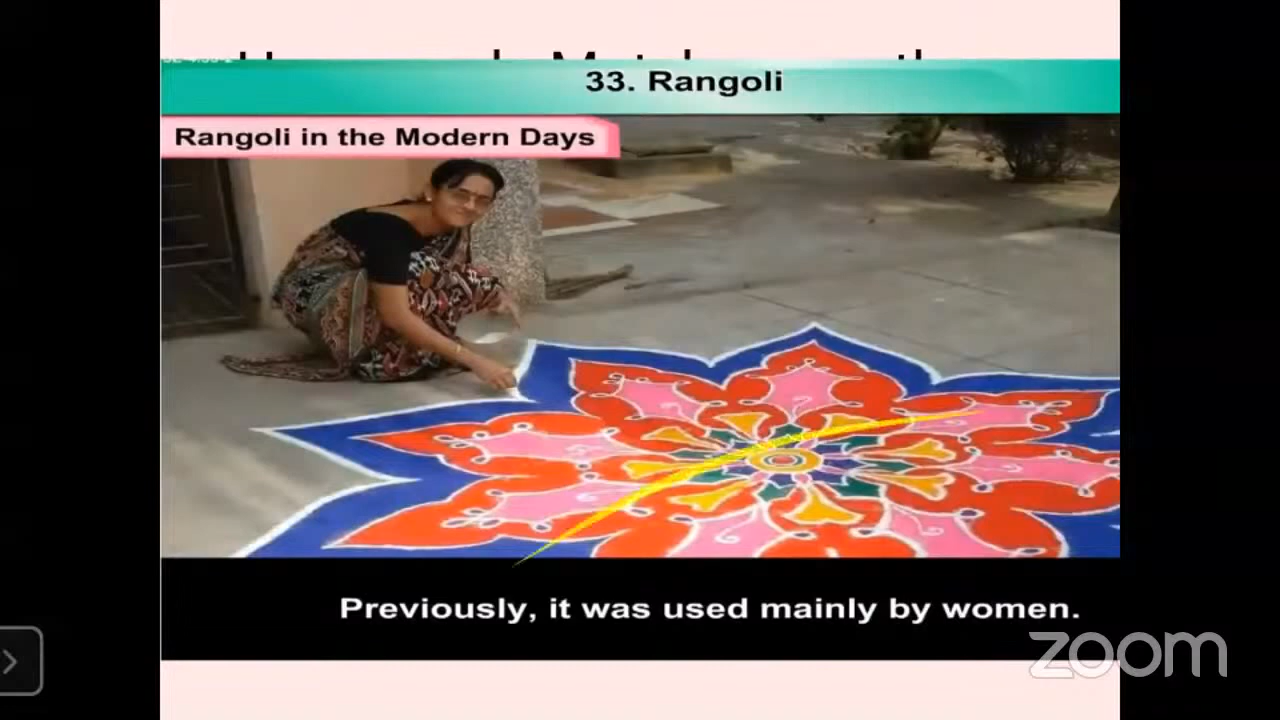 33. Rangoli
Rangoli in the Modern Days
Previously, it was used mainly by women.
zoom